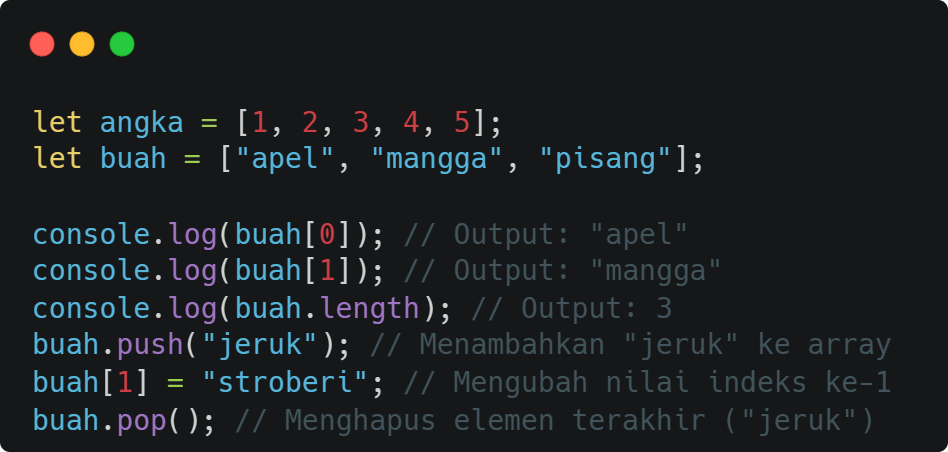 let angka = [1, 2, 3, 4, 5];
let buah = ["apel", "mangga", "pisang"];
console.log(buah[0]); // Output: "apel"
console.log(buah[1]); // Output: "mangga"
console.log(buah.length); // Output: 3
buah.push("jeruk"); // Menambahkan "jeruk" ke array
buah[1] = "stroberi"; // Mengubah nilai indeks ke-1
buah.pop(); // Menghapus elemen terakhir ("jeruk")